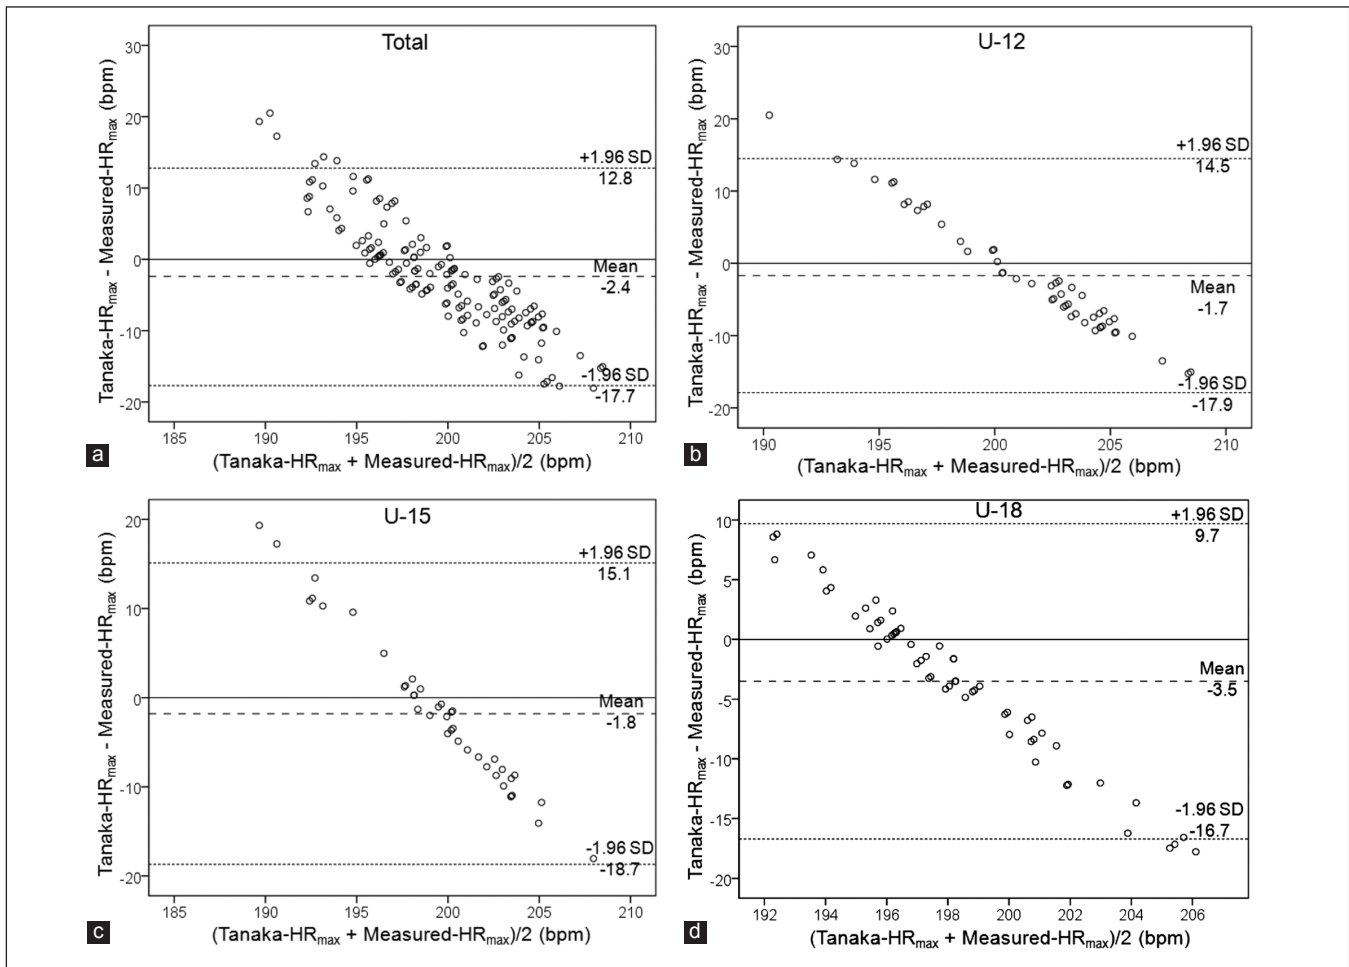 Total
Tanaka-HRmax - Measured-HRmax (bpm)
30
20
10
0
-10
-20
+1.96 SD
12.8
Mean
-2.4
-1.96 SD
-17.7
185 190 195 200 205 210
a
(Tanaka-HRmax + Measured-HRmax)/2 (bpm)
U-12
Tanaka-HRmax - Measured-HRmax (bpm)
30
20
10
0
-10
-20
+1.96 SD
14.5
Mean
-1.7
-1.96 SD
-17.9
190 195 200 205 210
b
(Tanaka-HRmax + Measured-HRmax)/2 (bpm)
U-15
Tanaka-HRmax - Measured-HRmax (bpm)
20
10
0
-10
-20
+1.96 SD
15.1
Mean
-1.8
-1.96 SD
-18.7
185 190 195 200 205 210
c
(Tanaka-HRmax + Measured-HRmax)/2 (bpm)
U-18
Tanaka-HRmax - Measured-HRmax (bpm)
10
5
0
-5
-10
-15
-20
+1.96 SD
9.7
Mean
-3.5
-1.96 SD
-16.7
192 194 196 198 200 202 204 206
d
(Tanaka-HRmax + Measured-HRmax)/2 (bpm)